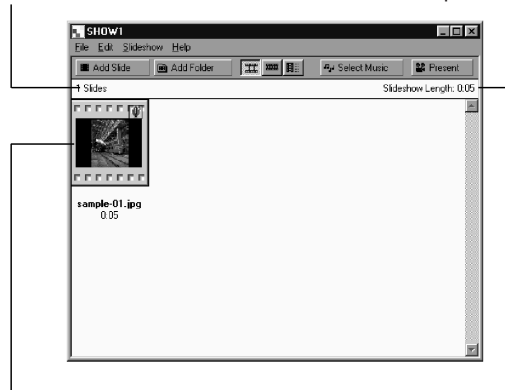 SHOW1
File Edit Slideshow Help
Add Slide Add Folder Select Music Present
1 Slides Slideshow Length: 0:05
sample-01.jpg
0:05